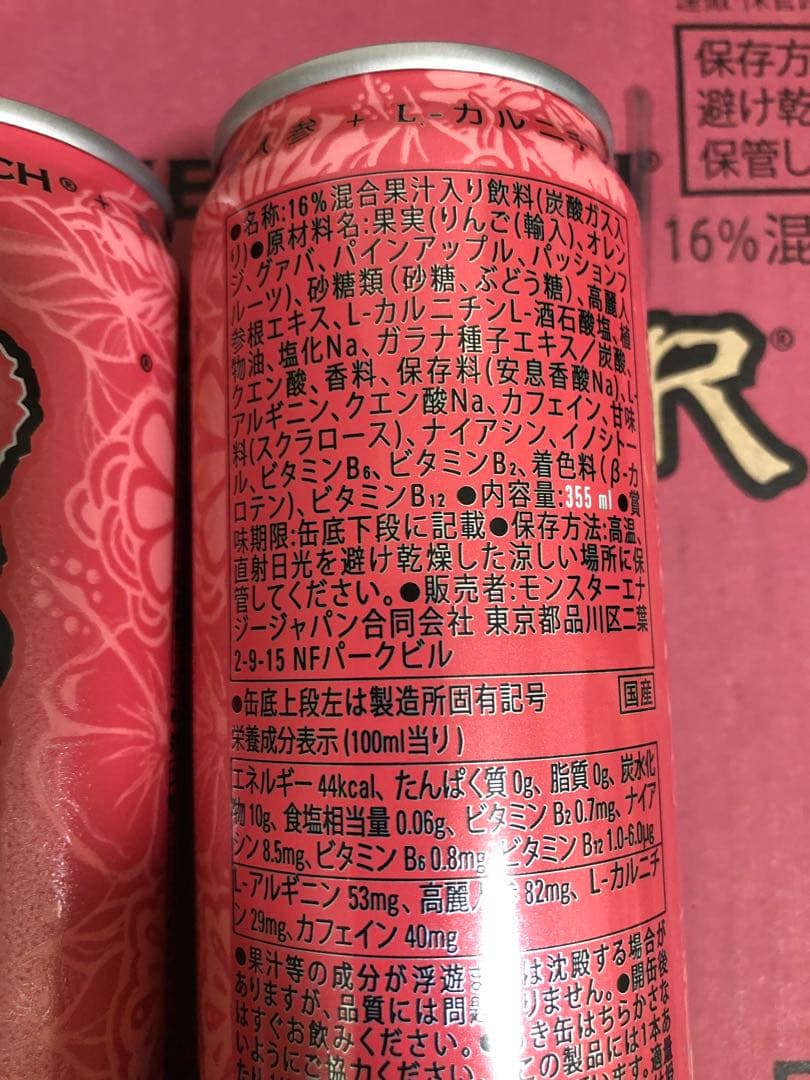 人参 + L-カルニチ
●名称:16%混合果汁入り飲料(炭酸ガス入
り)●原材料名:果実(りんご(輸入)、オレン
ジ、グァバ、パインアップル、パッションフ
ルーツ)、砂糖類(砂糖、ぶどう糖)、高麗人
参根エキス、L-カルニチンL-酒石酸塩、植
物油、塩化Na、ガラナ種子エキス/炭酸、
クエン酸、香料、保存料(安息香酸Na)、L-
アルギニン、クエン酸Na、カフェイン、甘味
料(スクラロース)、ナイアシン、イノシトー
ル、ビタミンB6、ビタミンB2、着色料(β-カ
ロテン)、ビタミンB12 ●内容量:355 ml ●賞
味期限:缶底下段に記載●保存方法:高温、
直射日光を避け乾燥した涼しい場所に保
管してください。●販売者:モンスターエナ
ジージャパン合同会社 東京都品川区二葉
2-9-15 NFパークビル
●缶底上段左は製造所固有記号 国産
栄養成分表示(100ml当り)
エネルギー 44kcal、たんぱく質 0g、脂質 0g、炭水化
物 10g、食塩相当量 0.06g、ビタミン B2 0.7mg、ナイア
シン 8.5mg、ビタミン B6 0.8mg、ビタミン B12 1.0-6.0μg
L-アルギニン 53mg、高麗人参 82mg、L-カルニチ
ン 29mg、カフェイン 40mg
●果汁等の成分が浮遊 は沈殿する場合が
ありますが、品質には問題 りません。●開缶後
はすぐお飲みください。● き缶はちらかさな
いようにご協力ください。 この製品には1本あ
CH® +
保存方
避け乾
保管し
16%混
R®